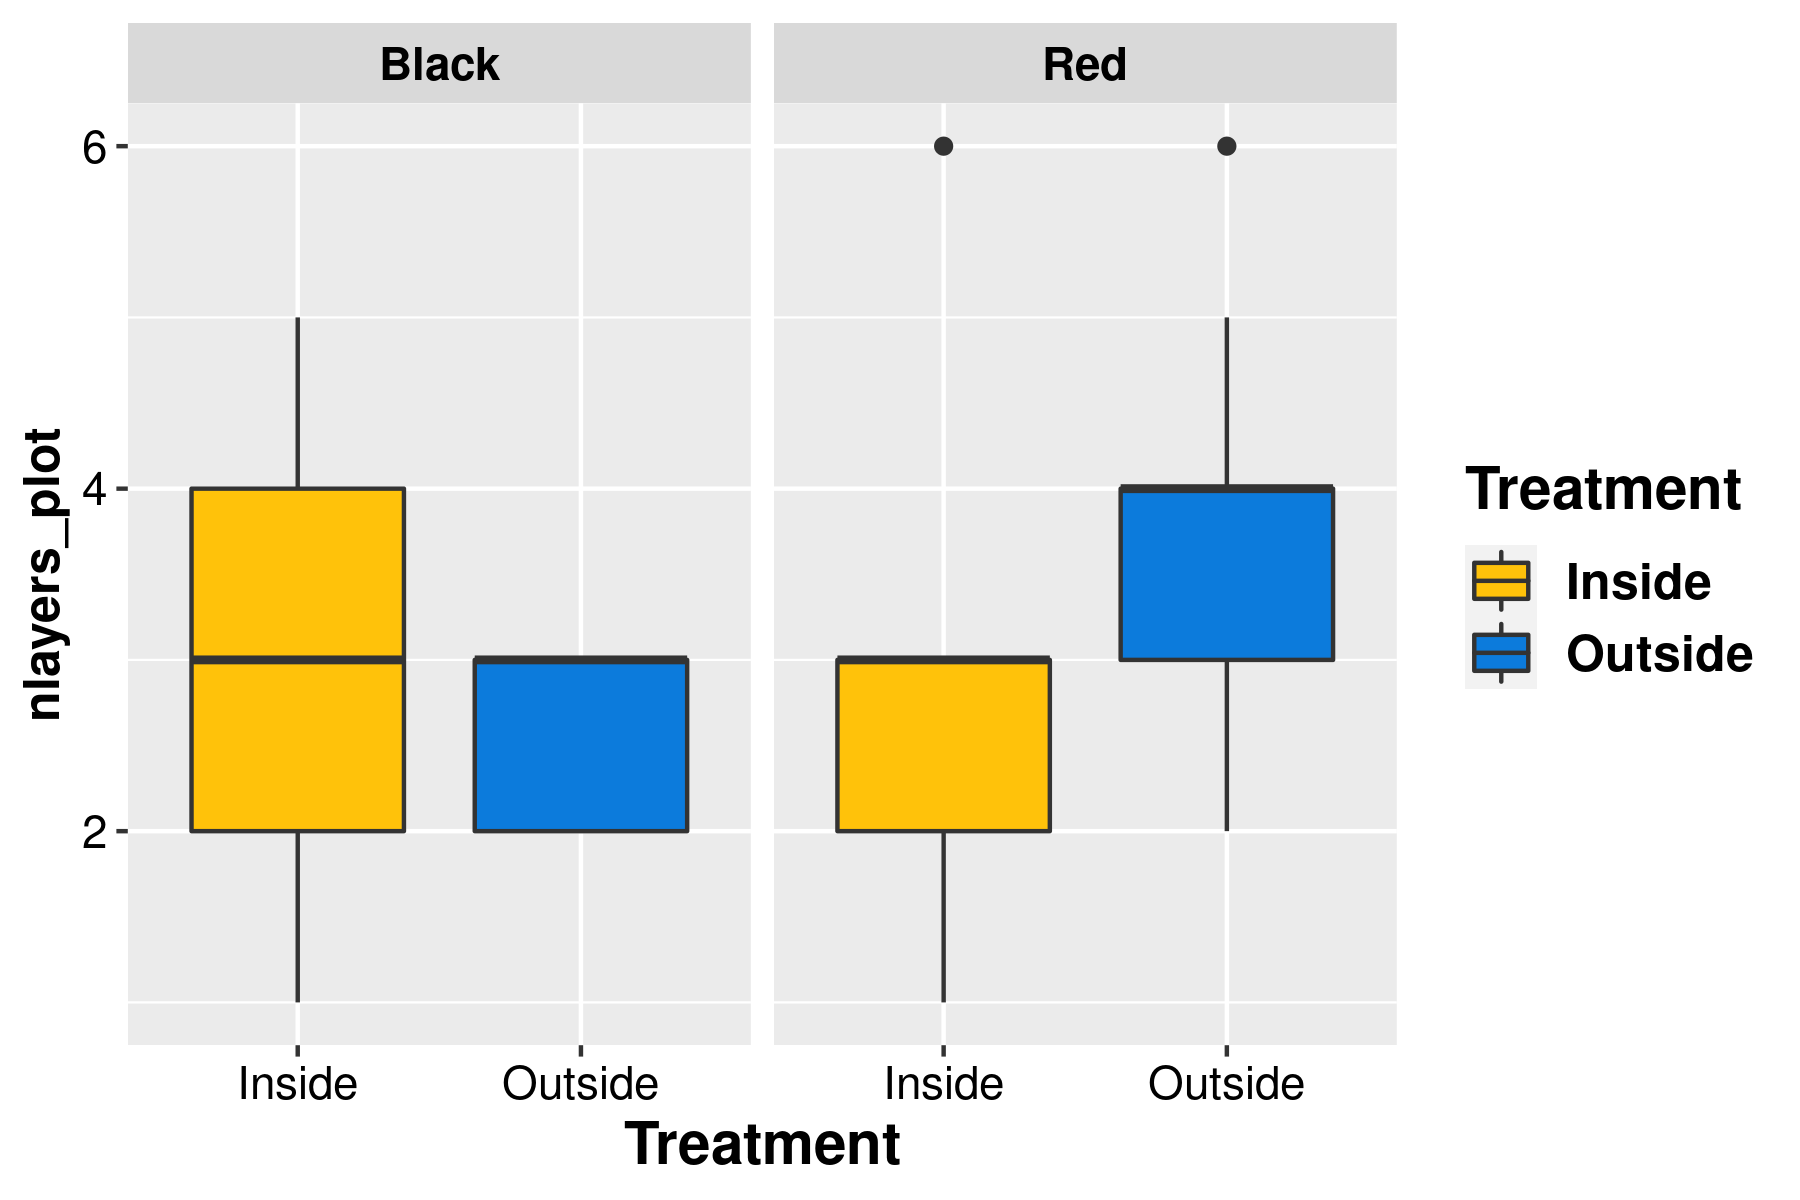 Black
Red
6
4
2
nlayers_plot
Inside
Outside
Inside
Outside
Treatment
Treatment
Inside
Outside